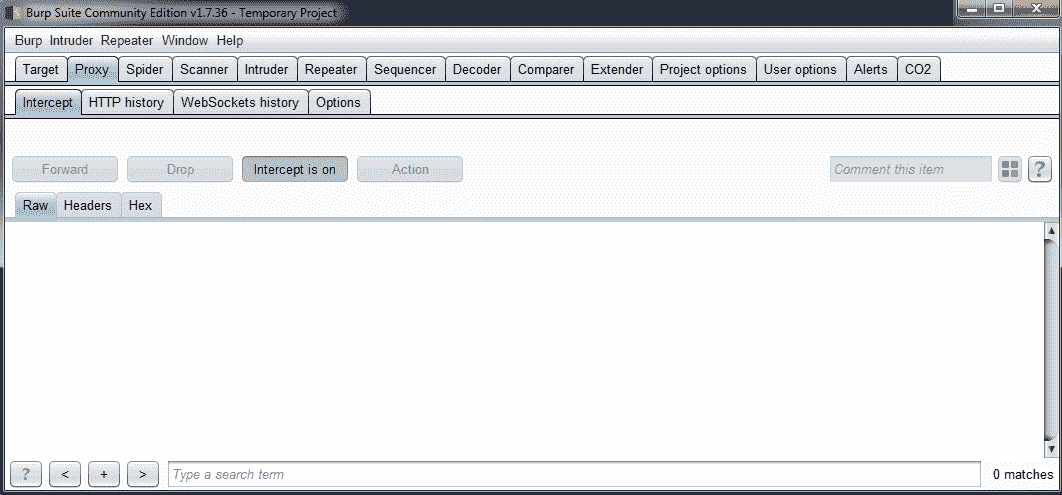 Burp Suite Community Edition v1.7.36 - Temporary Project
Burp Intruder Repeater Window Help
Target Proxy Spider Scanner Intruder Repeater Sequencer Decoder Comparer Extender Project options User options Alerts CO2
Intercept HTTP history WebSockets history Options
Forward Drop Intercept is on Action Comment this item ?
Raw Headers Hex
? < + > Type a search term 0 matches